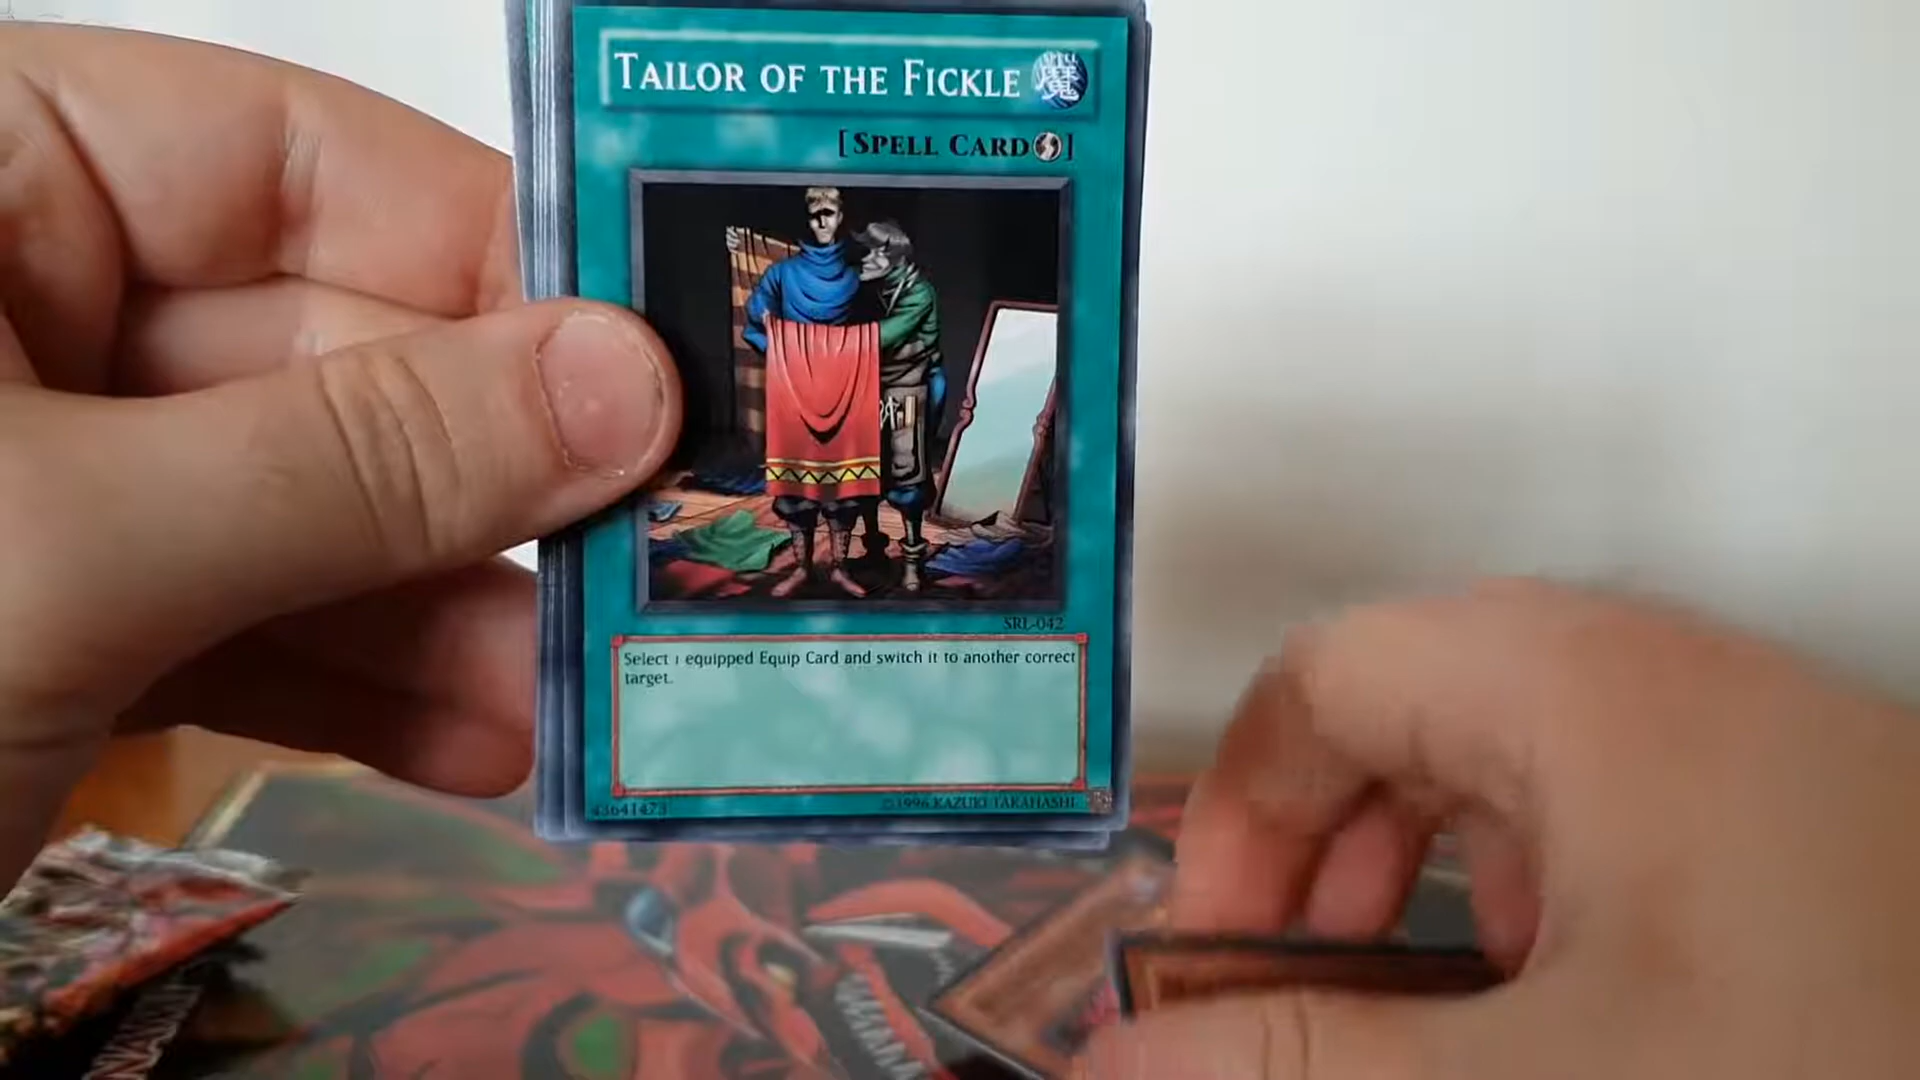 TAILOR OF THE FICKLE 魔
[SPELL CARD]
SRL-042
Select 1 equipped Equip Card and switch it to another correct
target.
43641473
©1996 KAZUKI TAKAHASHI